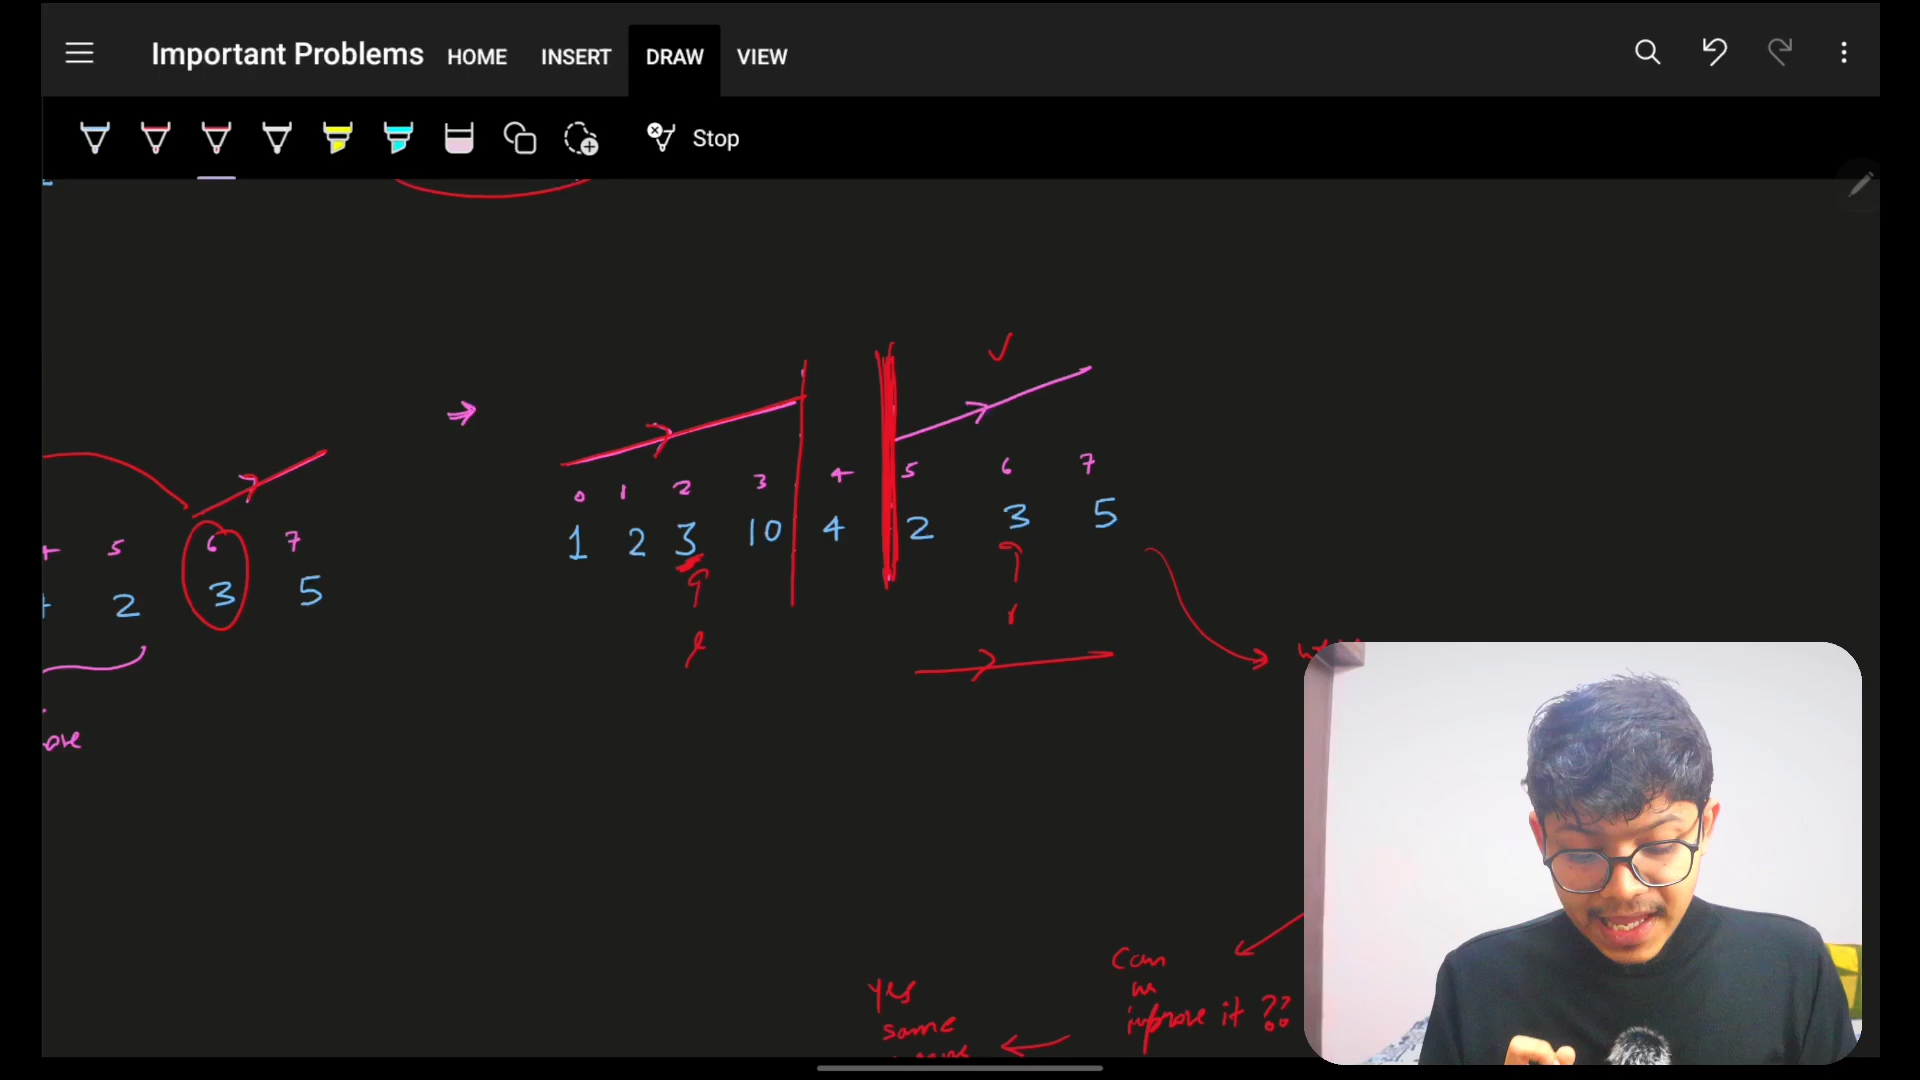 Important Problems HOME INSERT DRAW VIEW
Stop
0 1 2 3 4 5 6 7
1 2 3 10 4 2 3 5
l r
5 6 7
2 3 5
Can
we
improve it ??
yes
same